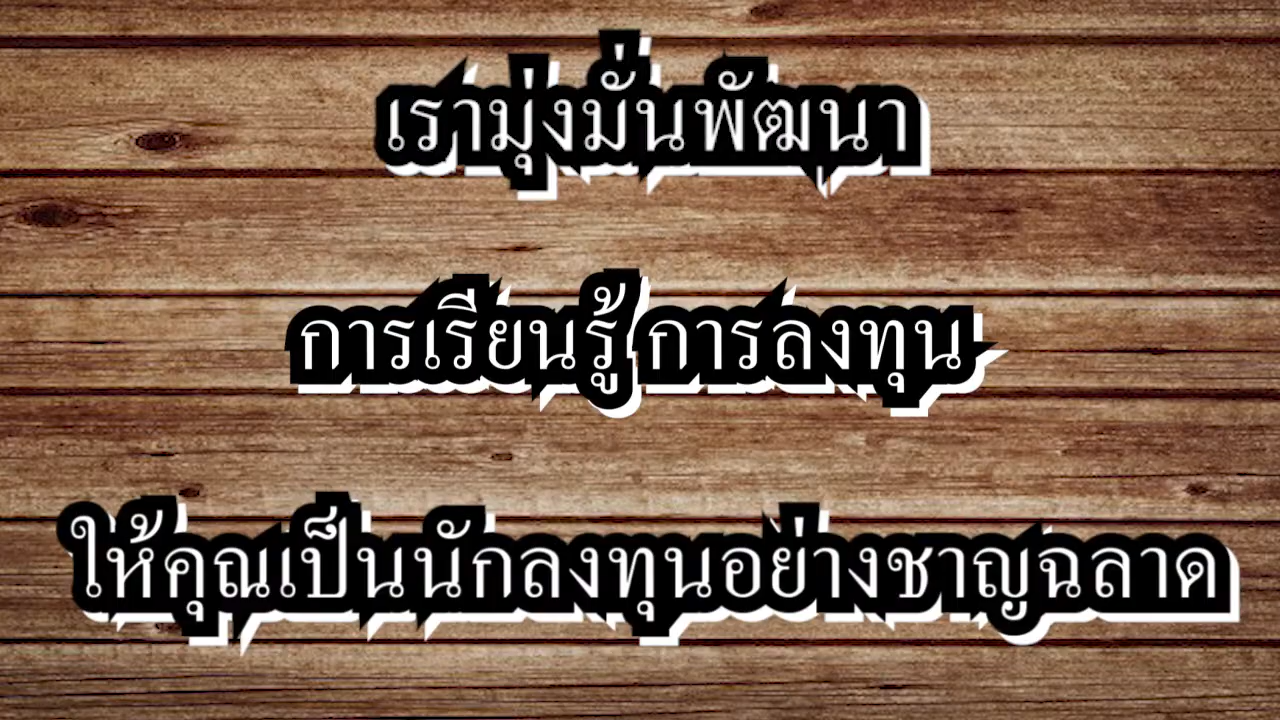 เรามุ่งมั่นพัฒนา
การเรียนรู้ การลงทุน
ให้คุณเป็นนักลงทุนอย่างชาญฉลาด